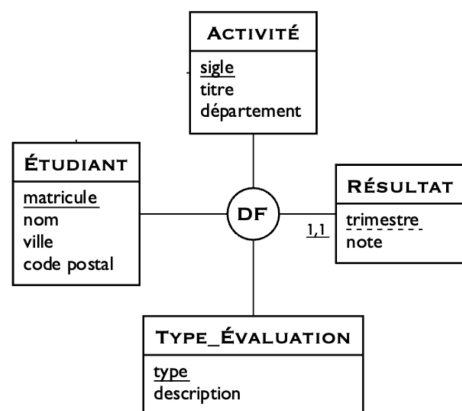 ACTIVITÉ
sigle
titre
département
ÉTUDIANT
matricule
nom
ville
code postal
DF
1,1
RÉSULTAT
trimestre
note
TYPE_ÉVALUATION
type
description